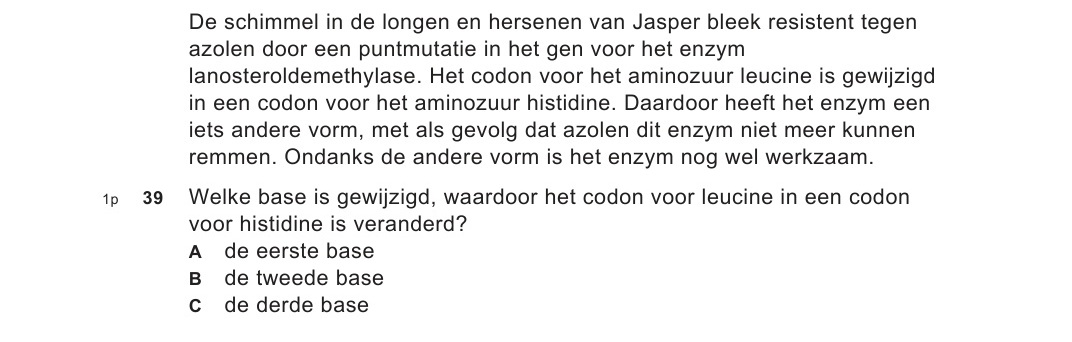 De schimmel in de longen en hersenen van Jasper bleek resistent tegen
azolen door een puntmutatie in het gen voor het enzym
lanosteroldemethylase. Het codon voor het aminozuur leucine is gewijzigd
in een codon voor het aminozuur histidine. Daardoor heeft het enzym een
iets andere vorm, met als gevolg dat azolen dit enzym niet meer kunnen
remmen. Ondanks de andere vorm is het enzym nog wel werkzaam.
1p 39 Welke base is gewijzigd, waardoor het codon voor leucine in een codon
voor histidine is veranderd?
A de eerste base
B de tweede base
C de derde base